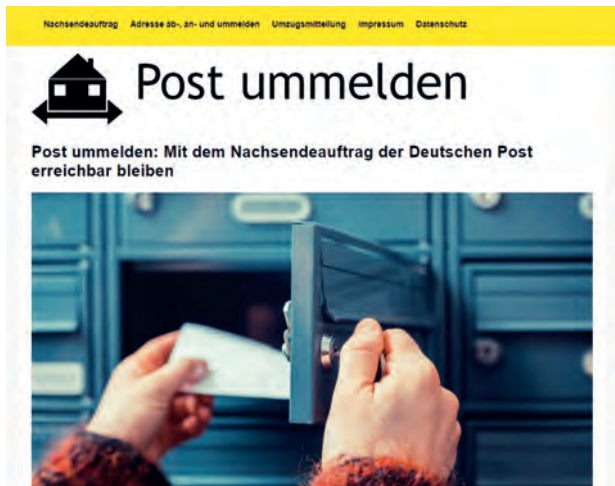 Nachsendeauftrag Adresse ab-, an- und ummelden Umzugsmitteilung Impressum Datenschutz
Post ummelden
Post ummelden: Mit dem Nachsendeauftrag der Deutschen Post
erreichbar bleiben